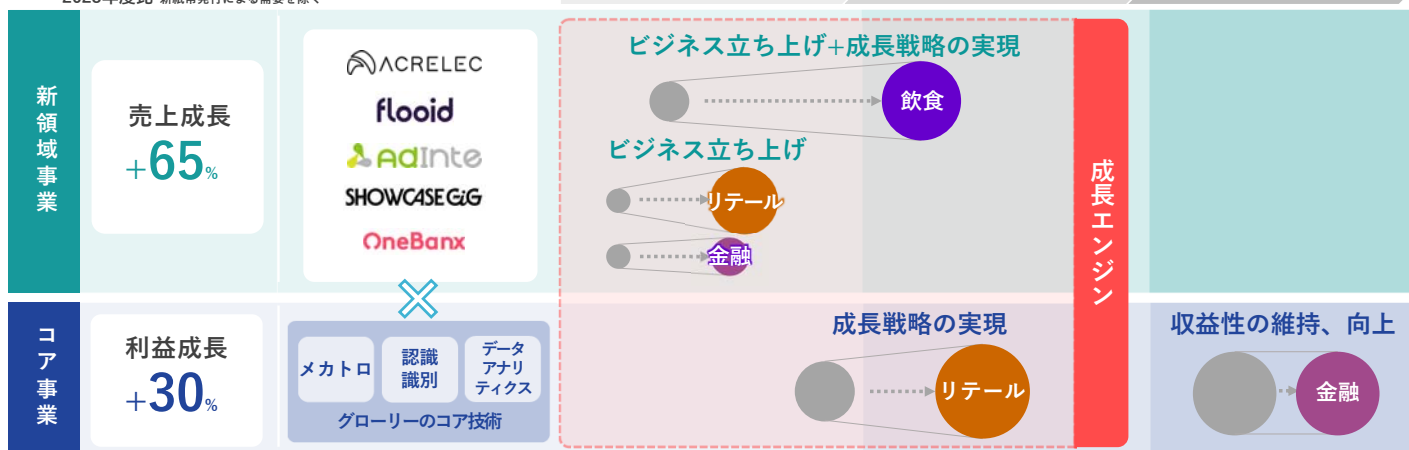 新領域事業
売上成長
+65%
ACRELEC
flooid
AdInte
SHOWCASE GIG
OneBanx
ビジネス立ち上げ+成長戦略の実現
飲食
ビジネス立ち上げ
リテール
金融
成長エンジン
コア事業
利益成長
+30%
メカトロ
認識
識別
データ
アナリ
ティクス
グローリーのコア技術
成長戦略の実現
リテール
収益性の維持、向上
金融